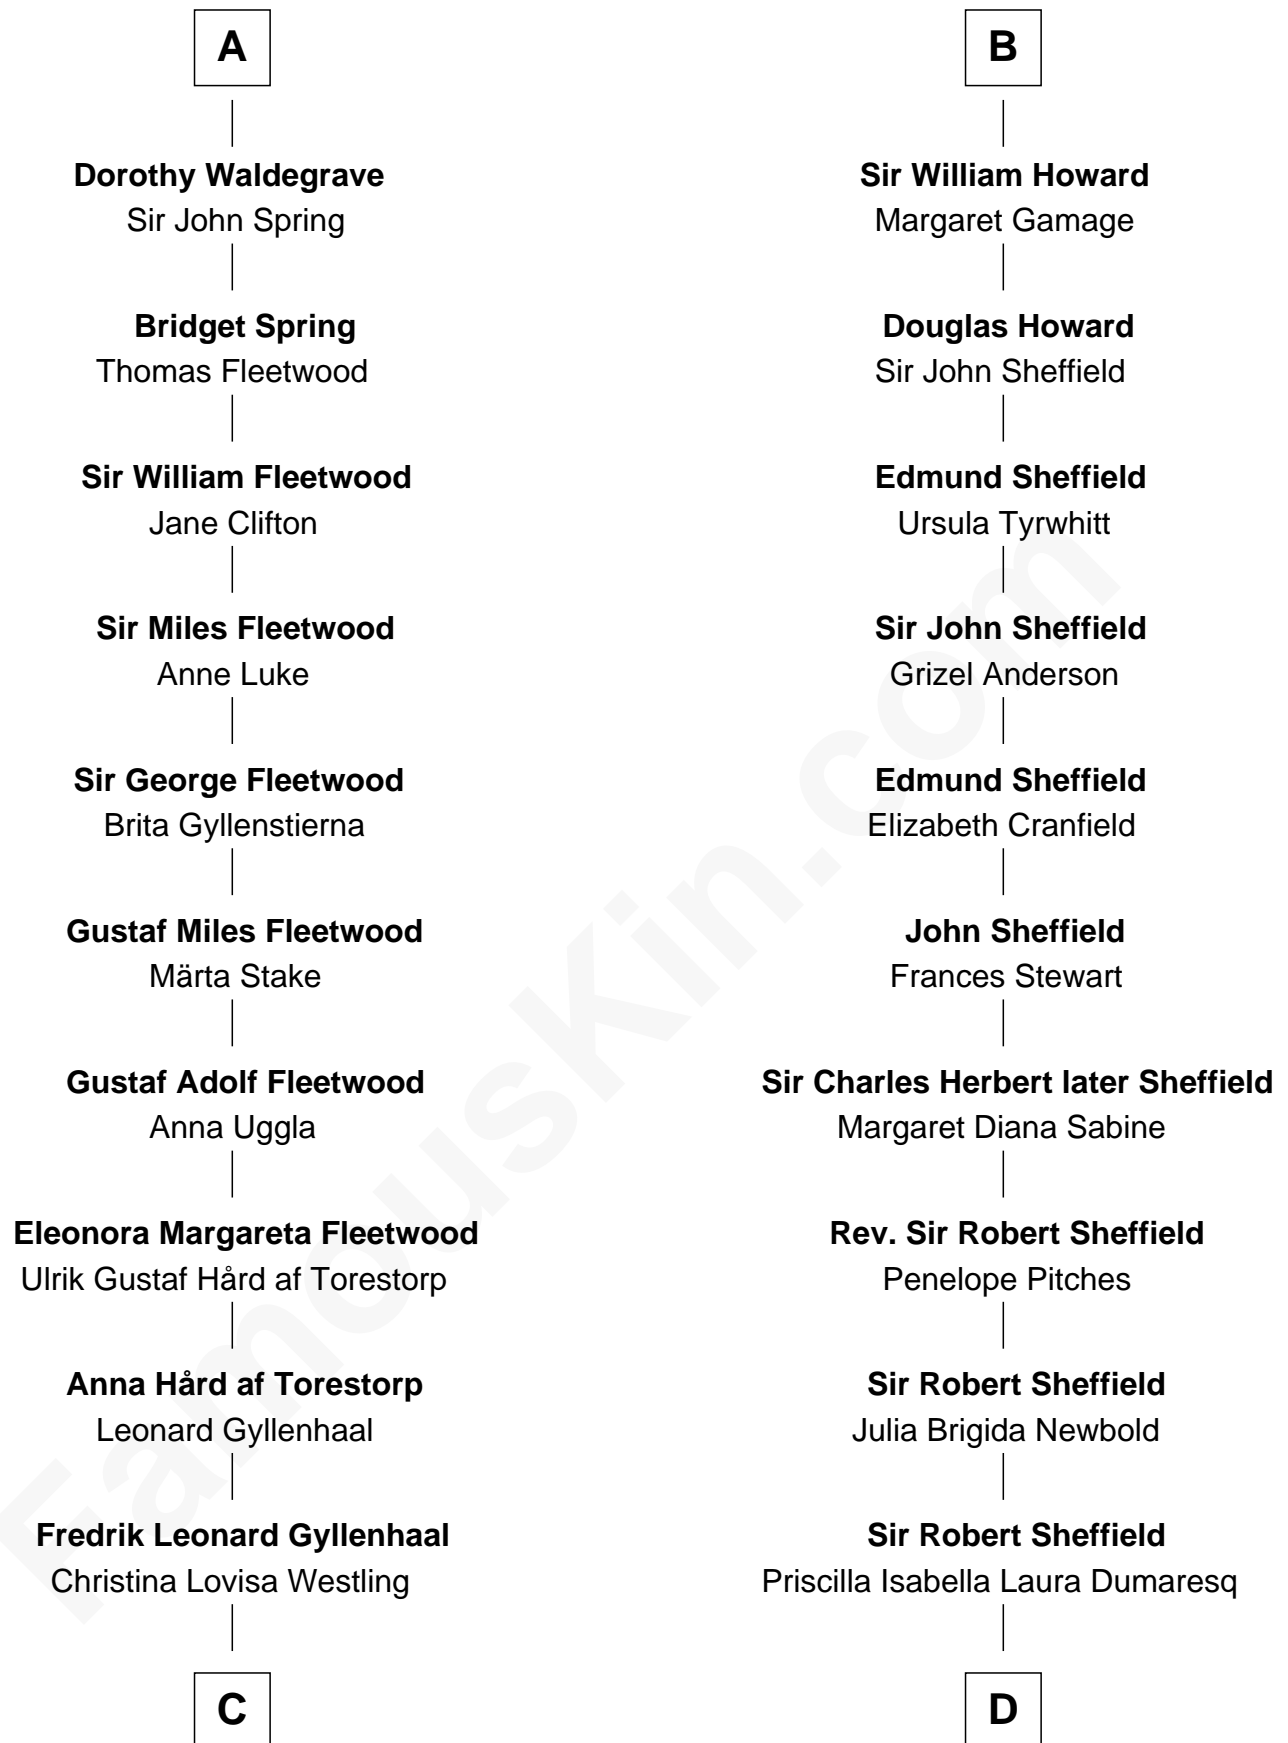 A
Dorothy Waldegrave
Sir John Spring
Bridget Spring
Thomas Fleetwood
Sir William Fleetwood
Jane Clifton
Sir Miles Fleetwood
Anne Luke
Sir George Fleetwood
Brita Gyllenstierna
Gustaf Miles Fleetwood
Märta Stake
Gustaf Adolf Fleetwood
Anna Uggla
Eleonora Margareta Fleetwood
Ulrik Gustaf Hård af Torestorp
Anna Hård af Torestorp
Leonard Gyllenhaal
Fredrik Leonard Gyllenhaal
Christina Lovisa Westling
C
B
Sir William Howard
Margaret Gamage
Douglas Howard
Sir John Sheffield
Edmund Sheffield
Ursula Tyrwhitt
Sir John Sheffield
Grizel Anderson
Edmund Sheffield
Elizabeth Cranfield
John Sheffield
Frances Stewart
Sir Charles Herbert later Sheffield
Margaret Diana Sabine
Rev. Sir Robert Sheffield
Penelope Pitches
Sir Robert Sheffield
Julia Brigida Newbold
Sir Robert Sheffield
Priscilla Isabella Laura Dumaresq
D
FamousKin.com